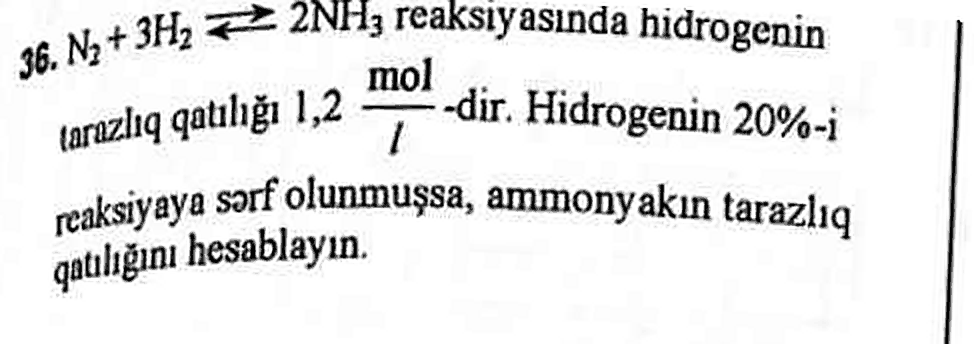 36. N₂ + 3H₂ ⇄ 2NH₃ reaksiyasında hidrogenin
tarazlıq qatılığı 1,2 mol/l -dir. Hidrogenin 20%-i
reaksiyaya sərf olunmuşsa, ammonyakın tarazlıq
qatılığını hesablayın.